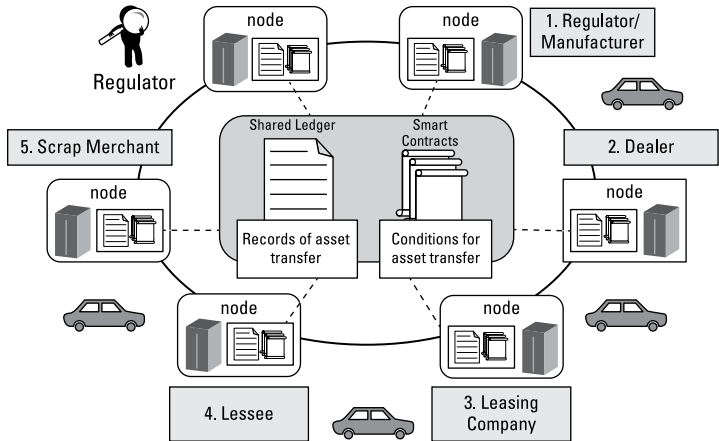 node
node
1. Regulator/
Manufacturer
Regulator
Shared Ledger
Smart
Contracts
5. Scrap Merchant
2. Dealer
node
node
Records of asset
transfer
Conditions for
asset transfer
node
node
4. Lessee
3. Leasing
Company